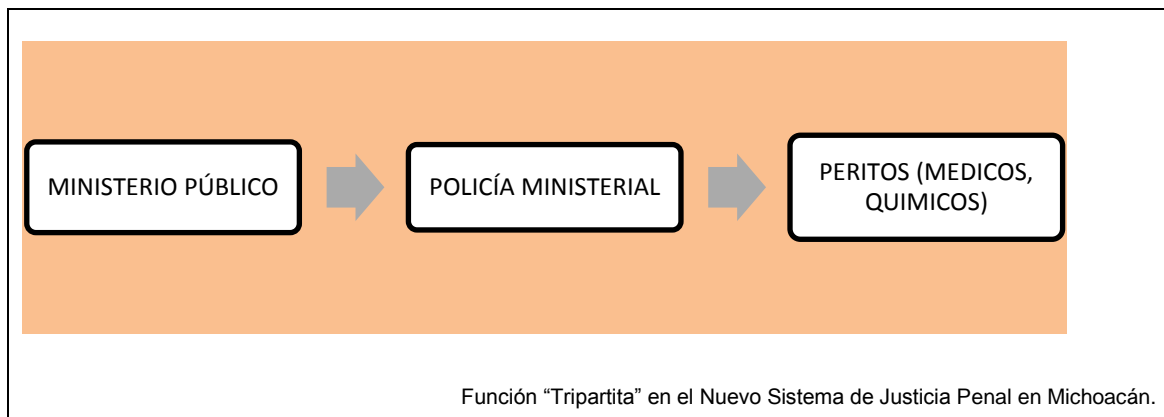 MINISTERIO PÚBLICO
POLICÍA MINISTERIAL
PERITOS (MEDICOS,
QUIMICOS)
Función “Tripartita” en el Nuevo Sistema de Justicia Penal en Michoacán.